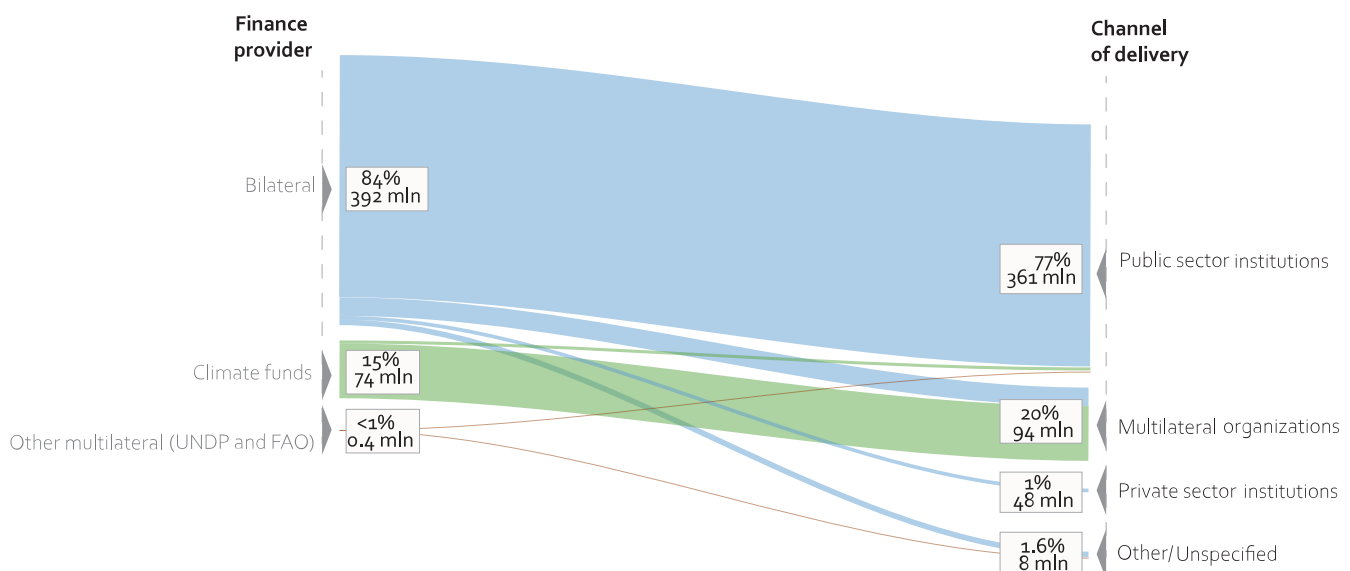 Finance
provider
Channel
of delivery
Bilateral
84%
392 mln
77%
361 mln
Public sector institutions
Climate funds
15%
74 mln
Other multilateral (UNDP and FAO)
<1%
0.4 mln
20%
94 mln
Multilateral organizations
1%
48 mln
Private sector institutions
1.6%
8 mln
Other/Unspecified